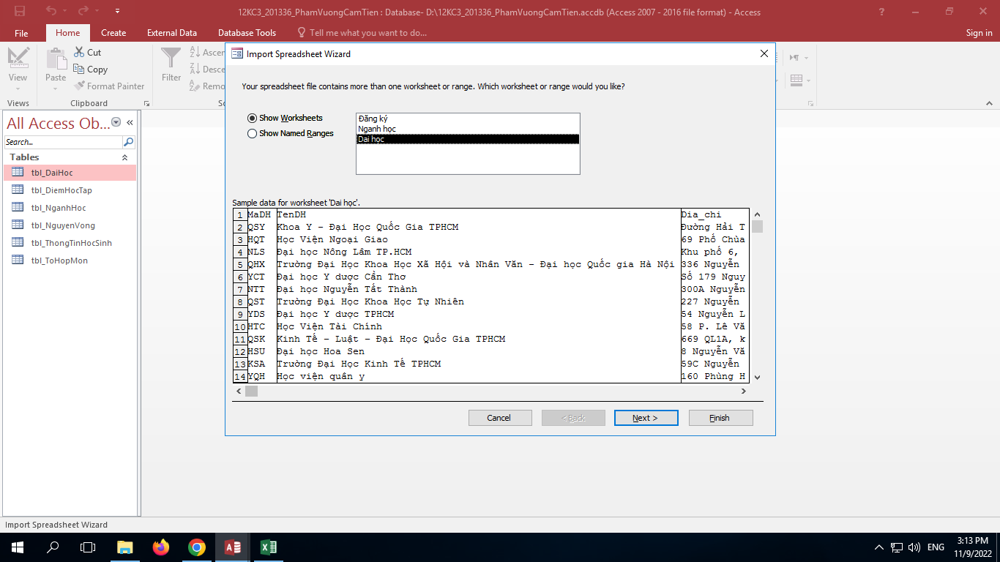 12KC3_201336_PhamVuongCamTien : Database- D:\12KC3_201336_PhamVuongCamTien.accdb (Access 2007 - 2016 file format) - Access
?
File Home Create External Data Database Tools Tell me what you want to do... Sign in
View
Views
Paste
Cut
Copy
Format Painter
Clipboard
Filter
Ascen
Desce
Remo
All Access Ob...
Search...
Tables
tbl_DaiHoc
tbl_DiemHocTap
tbl_NganhHoc
tbl_NguyenVong
tbl_ThongTinHocSinh
tbl_ToHopMon
Import Spreadsheet Wizard
Your spreadsheet file contains more than one worksheet or range. Which worksheet or range would you like?
Show Worksheets
Show Named Ranges
Đăng ký
Nganh học
Dai học
Sample data for worksheet 'Dai học'.
1 MaDH TenDH Dia_chi
2 QSY Khoa Y - Đại Học Quốc Gia TPHCM Đường Hải T
3 HQT Học Viện Ngoại Giao 69 Phố Chùa
4 NLS Đại học Nông Lâm TP.HCM Khu phố 6,
5 QHX Trường Đại Học Khoa Học Xã Hội và Nhân Văn - Đại học Quốc gia Hà Nội 336 Nguyễn
6 YCT Đại học Y dược Cần Thơ Số 179 Nguy
7 NTT Đại học Nguyễn Tất Thành 300A Nguyễn
8 QST Trường Đại Học Khoa Học Tự Nhiên 227 Nguyễn
9 YDS Đại học Y dược TPHCM 54 Nguyễn L
10 HTC Học Viện Tài Chính 58 P. Lê Vă
11 QSK Kinh Tế - Luật - Đại Học Quốc Gia TPHCM 669 QL1A, k
12 HSU Đại học Hoa Sen 8 Nguyễn Vă
13 KSA Trường Đại Học Kinh Tế TPHCM 59C Nguyễn
14 YQH Học viện quân y 160 Phùng H
Cancel < Back Next > Finish
Import Spreadsheet Wizard
ENG
3:13 PM
11/9/2022